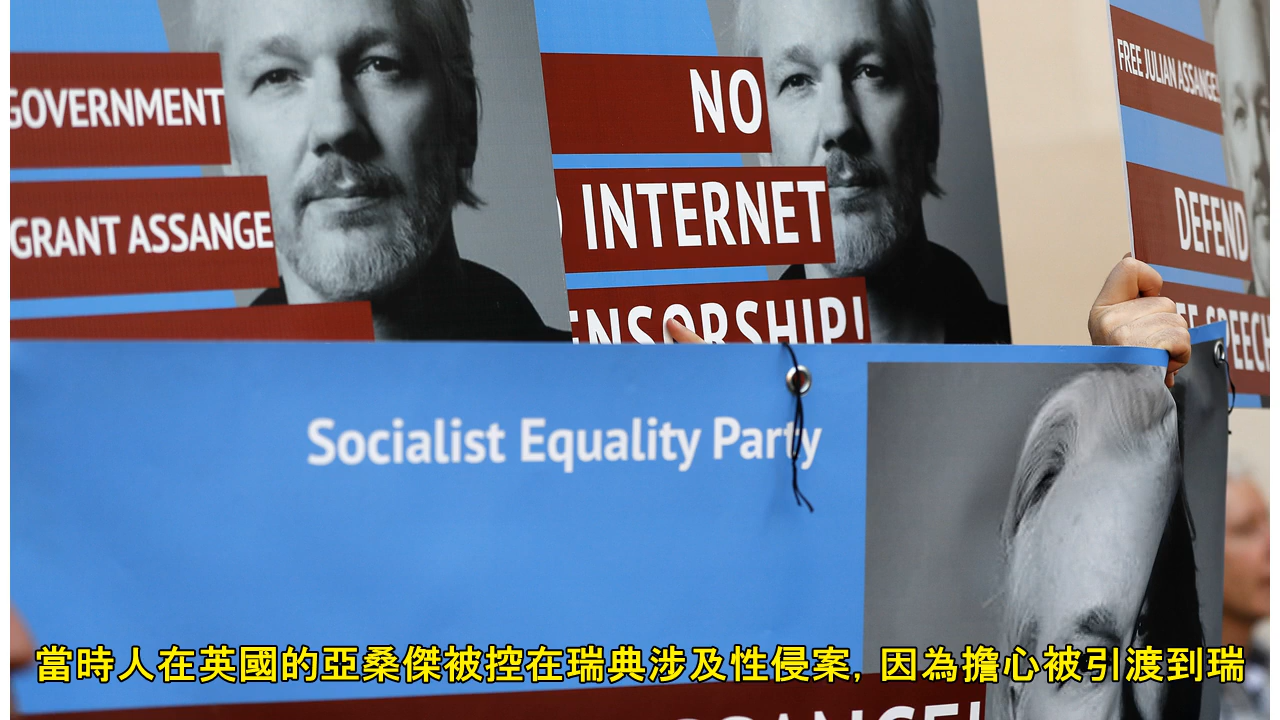 GOVERNMENT
GRANT ASSANGE
NO
INTERNET
ENSORSHIP!
FREE JULIAN ASSANGE!
DEFEND
SPEECH
Socialist Equality Party
當時人在英國的亞桑傑被控在瑞典涉及性侵案, 因為擔心被引渡到瑞